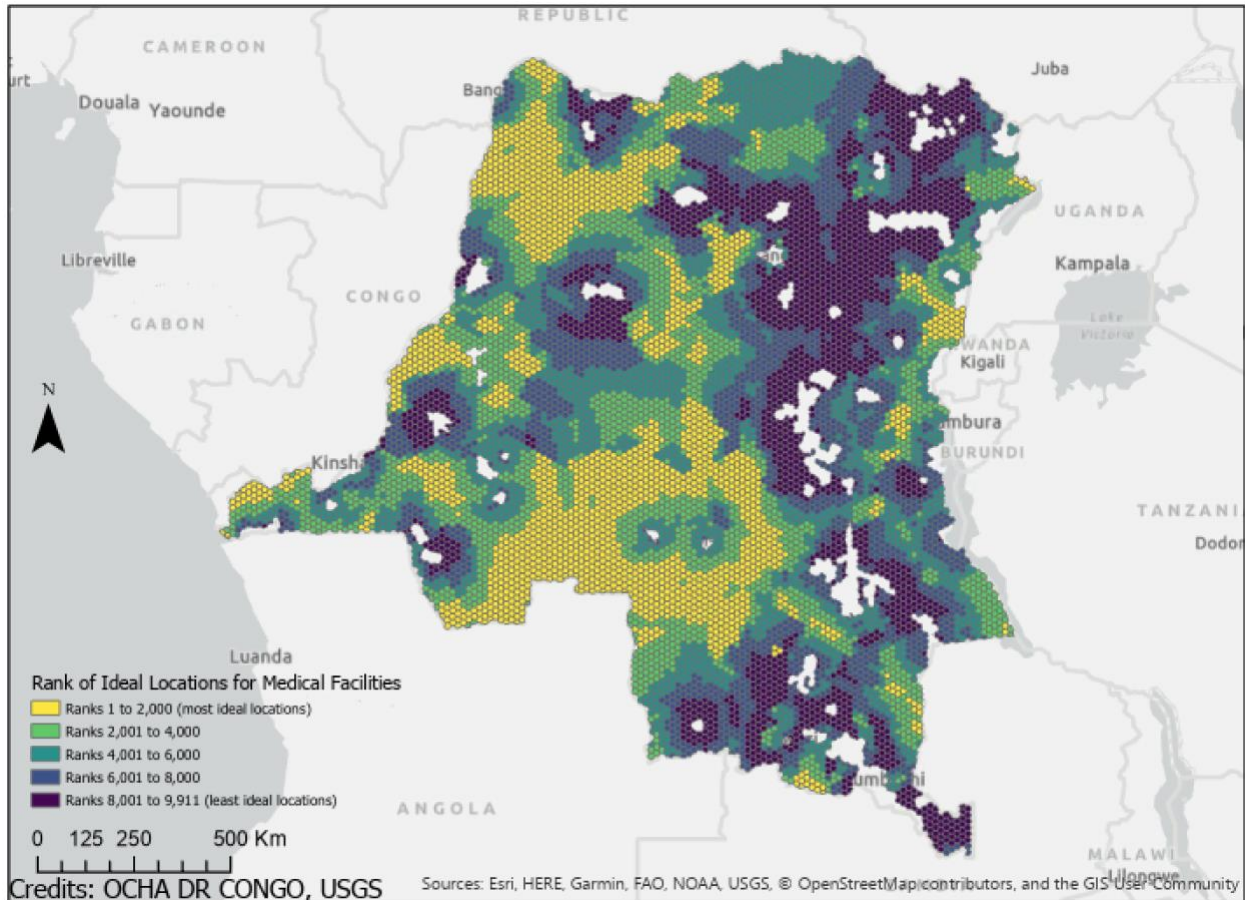 REPUBLIC
CAMEROON
Juba
Douala
Yaounde
UGANDA
Libreville
Kampala
CONGO
GABON
Lake
Victoria
WANDA
Kigali
N
mbura
BURUNDI
Kinsha
TANZANIA
Dodon
Luanda
Rank of Ideal Locations for Medical Facilities
Ranks 1 to 2,000 (most ideal locations)
Ranks 2,001 to 4,000
Ranks 4,001 to 6,000
Ranks 6,001 to 8,000
Ranks 8,001 to 9,911 (least ideal locations)
ANGOLA
0 125 250 500 Km
MALAWI
Lilongwe
Credits: OCHA DR CONGO, USGS
Sources: Esri, HERE, Garmin, FAO, NOAA, USGS, © OpenStreetMap contributors, and the GIS User Community